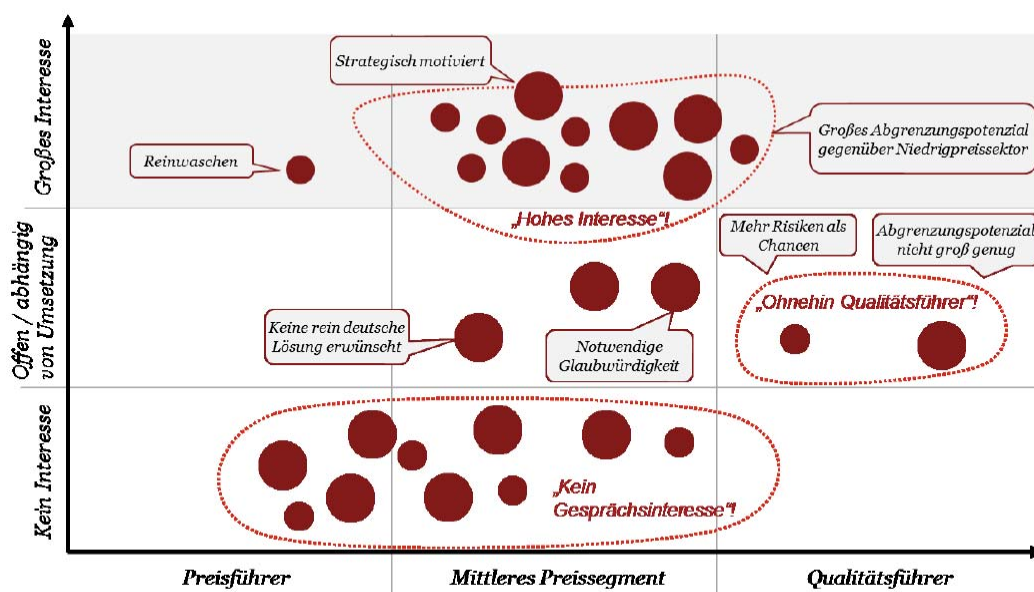 Großes Interesse
Offen / abhängig
von Umsetzung
Kein Interesse
Strategisch motiviert
Reinwaschen
Großes Abgrenzungspotenzial
gegenüber Niedrigpreissektor
„Hohes Interesse“!
Mehr Risiken als
Chancen
Abgrenzungspotenzial
nicht groß genug
„Ohnehin Qualitätsführer“!
Keine rein deutsche
Lösung erwünscht
Notwendige
Glaubwürdigkeit
„Kein
Gesprächsinteresse“!
Preisführer
Mittleres Preissegment
Qualitätsführer